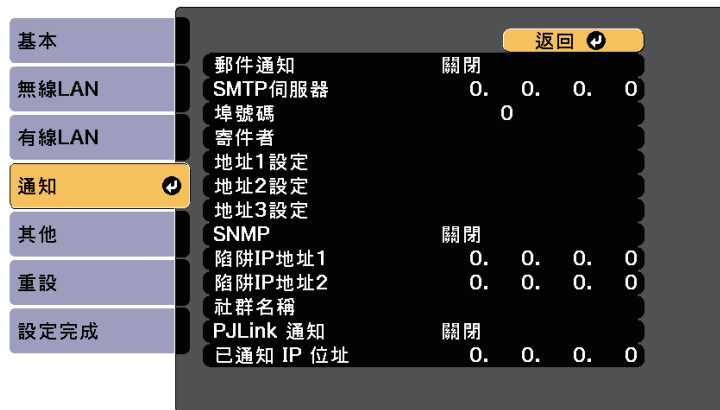 基本
無線LAN
有線LAN
通知
其他
重設
設定完成
返回
郵件通知 關閉
SMTP伺服器 0. 0. 0. 0
埠號碼 0
寄件者
地址1設定
地址2設定
地址3設定
SNMP 關閉
陷阱IP地址1 0. 0. 0. 0
陷阱IP地址2 0. 0. 0. 0
社群名稱
PJLink 通知 關閉
已通知 IP 位址 0. 0. 0. 0